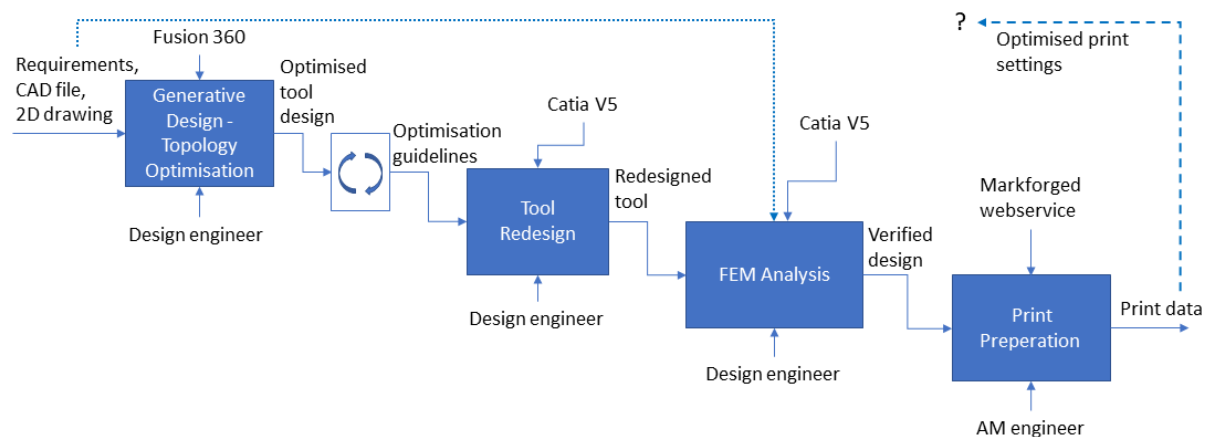 Fusion 360
Requirements,
CAD file,
2D drawing
Generative
Design -
Topology
Optimisation
Design engineer
Optimised
tool
design
Optimisation
guidelines
Catia V5
Tool
Redesign
Design engineer
Redesigned
tool
Catia V5
FEM Analysis
Design engineer
Verified
design
Markforged
webservice
Print
Preperation
AM engineer
Print data
?
Optimised print
settings